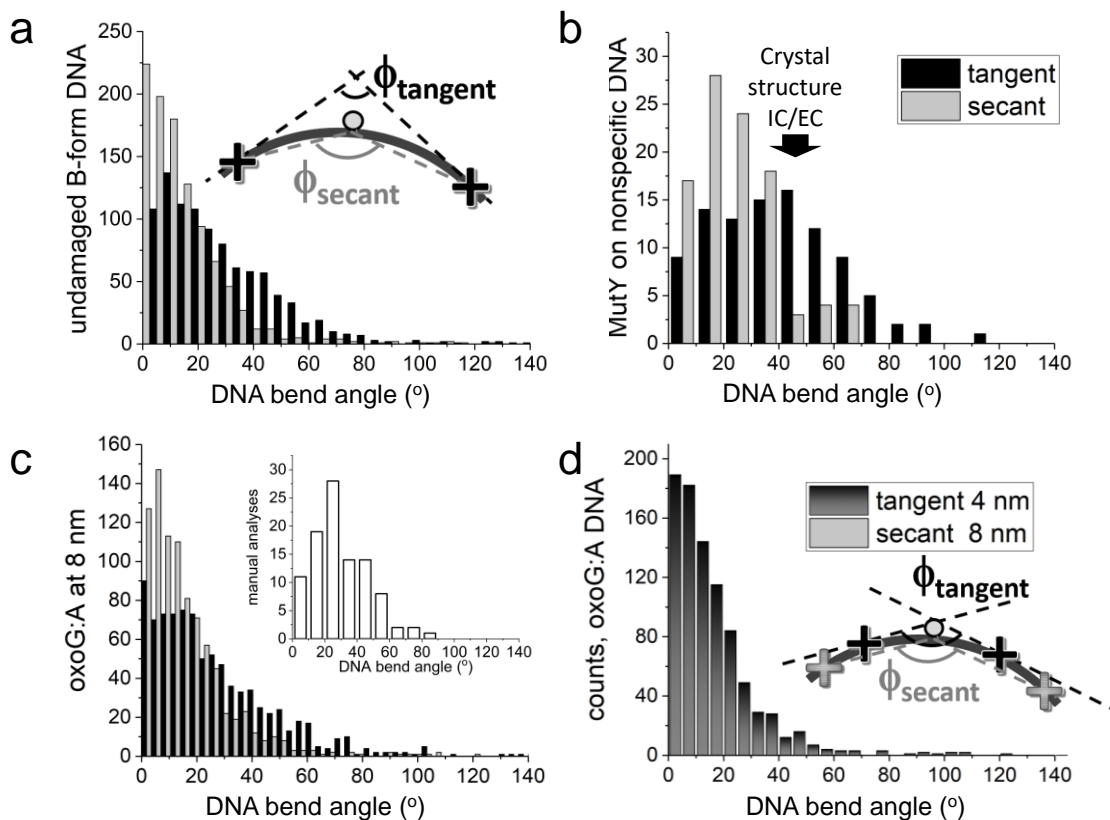 a
undamaged B-form DNA
250
200
150
100
50
0
0 20 40 60 80 100 120 140
DNA bend angle (o)
ϕtangent
ϕsecant
b
MutY on nonspecific DNA
30
25
20
15
10
5
0
0 20 40 60 80 100 120 140
DNA bend angle (o)
Crystal
structure
IC/EC
tangent
secant
c
oxoG:A at 8 nm
160
140
120
100
80
60
40
20
0
0 20 40 60 80 100 120 140
DNA bend angle (o)
manual analyses
30
25
20
15
10
5
0
0 20 40 60 80 100 120 140
DNA bend angle (o)
d
counts, oxoG:A DNA
200
160
120
80
40
0
0 20 40 60 80 100 120 140
DNA bend angle (o)
tangent 4 nm
secant 8 nm
ϕtangent
ϕsecant